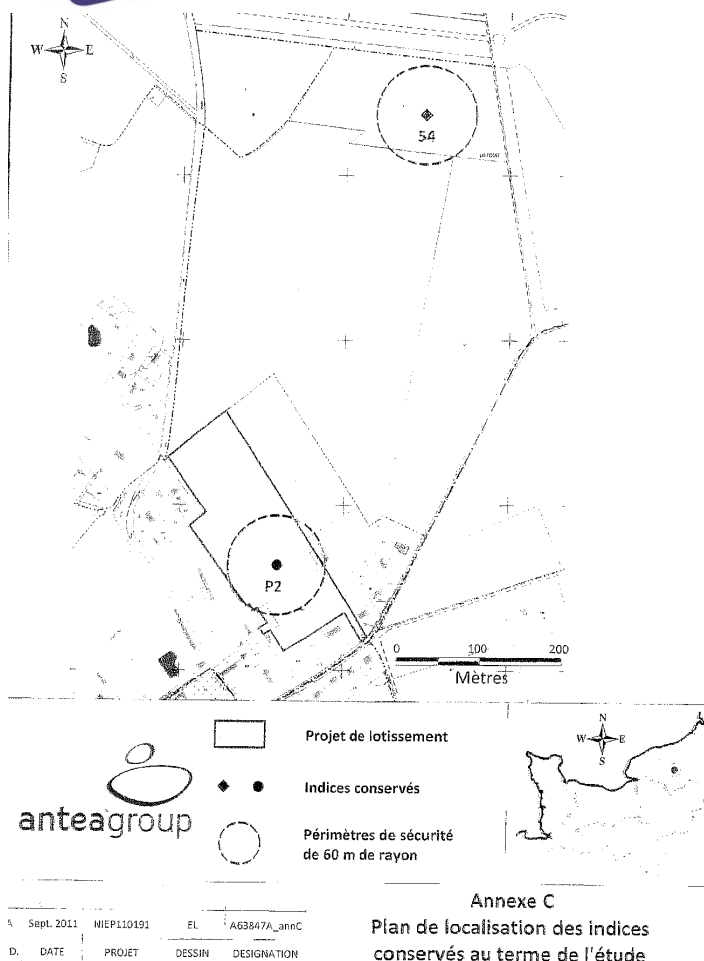 N
W E
S
54
P2
0 100 200
Mètres
anteagroup
Projet de lotissement
Indices conservés
Périmètres de sécurité
de 60 m de rayon
N
W E
S
A Sept. 2011 NIEP110191 EL A63847A_annC
D. DATE PROJET DESSIN DESIGNATION
Annexe C
Plan de localisation des indices
conservés au terme de l'étude